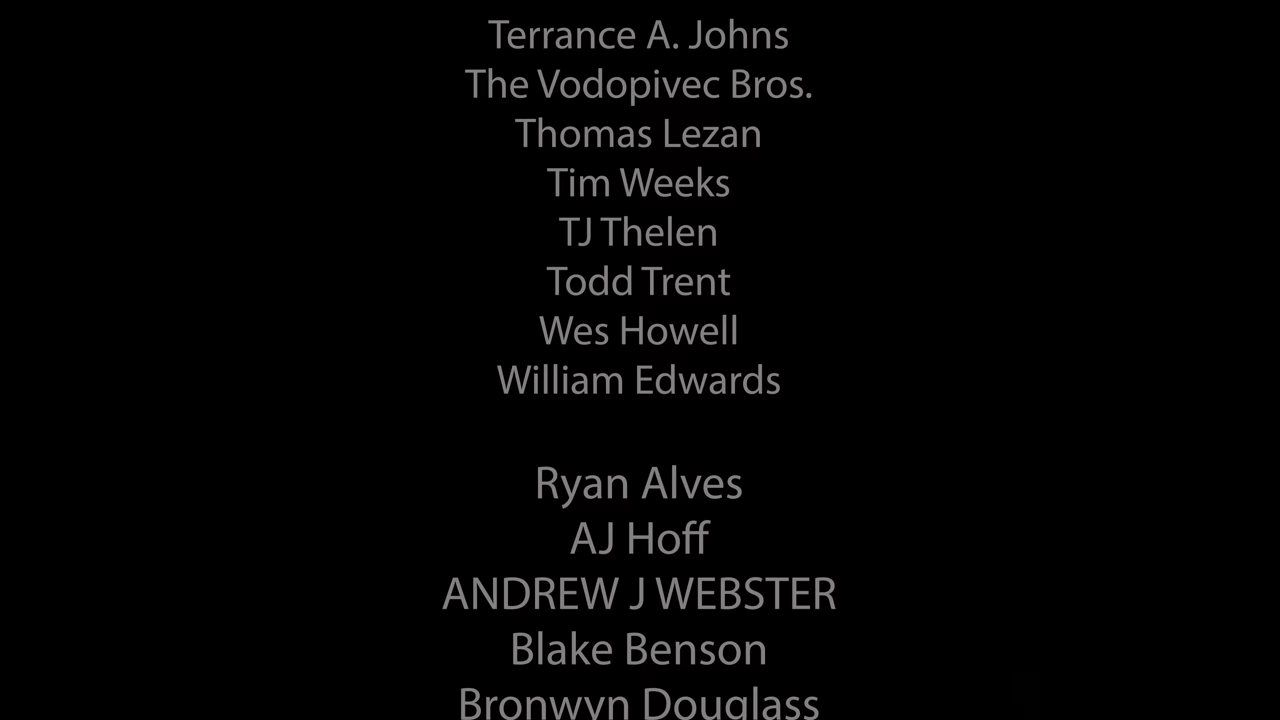 Terrance A. Johns
The Vodopivec Bros.
Thomas Lezan
Tim Weeks
TJ Thelen
Todd Trent
Wes Howell
William Edwards
Ryan Alves
AJ Hoff
ANDREW J WEBSTER
Blake Benson
Bronwyn Douglass